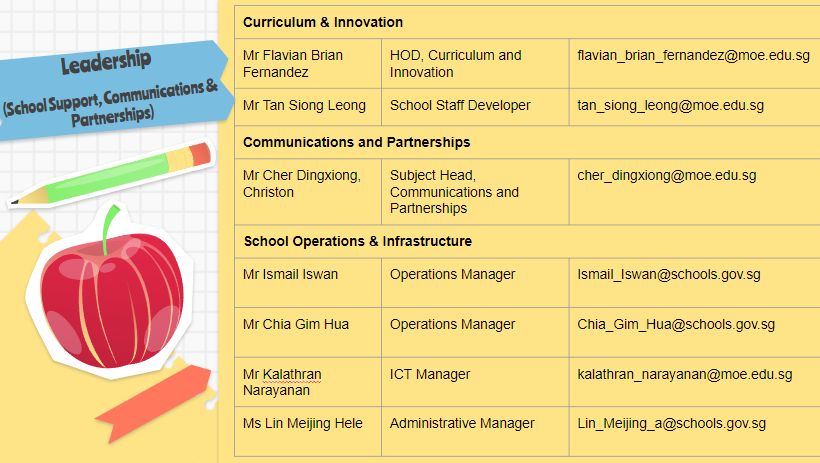 Leadership
(School Support, Communications &
Partnerships)
Curriculum & Innovation
Mr Flavian Brian
Fernandez
HOD, Curriculum and
Innovation
flavian_brian_fernandez@moe.edu.sg
Mr Tan Siong Leong
School Staff Developer
tan_siong_leong@moe.edu.sg
Communications and Partnerships
Mr Cher Dingxiong,
Christon
Subject Head,
Communications and
Partnerships
cher_dingxiong@moe.edu.sg
School Operations & Infrastructure
Mr Ismail Iswan
Operations Manager
Ismail_Iswan@schools.gov.sg
Mr Chia Gim Hua
Operations Manager
Chia_Gim_Hua@schools.gov.sg
Mr Kalathran
Narayanan
ICT Manager
kalathran_narayanan@moe.edu.sg
Ms Lin Meijing Hele
Administrative Manager
Lin_Meijing_a@schools.gov.sg